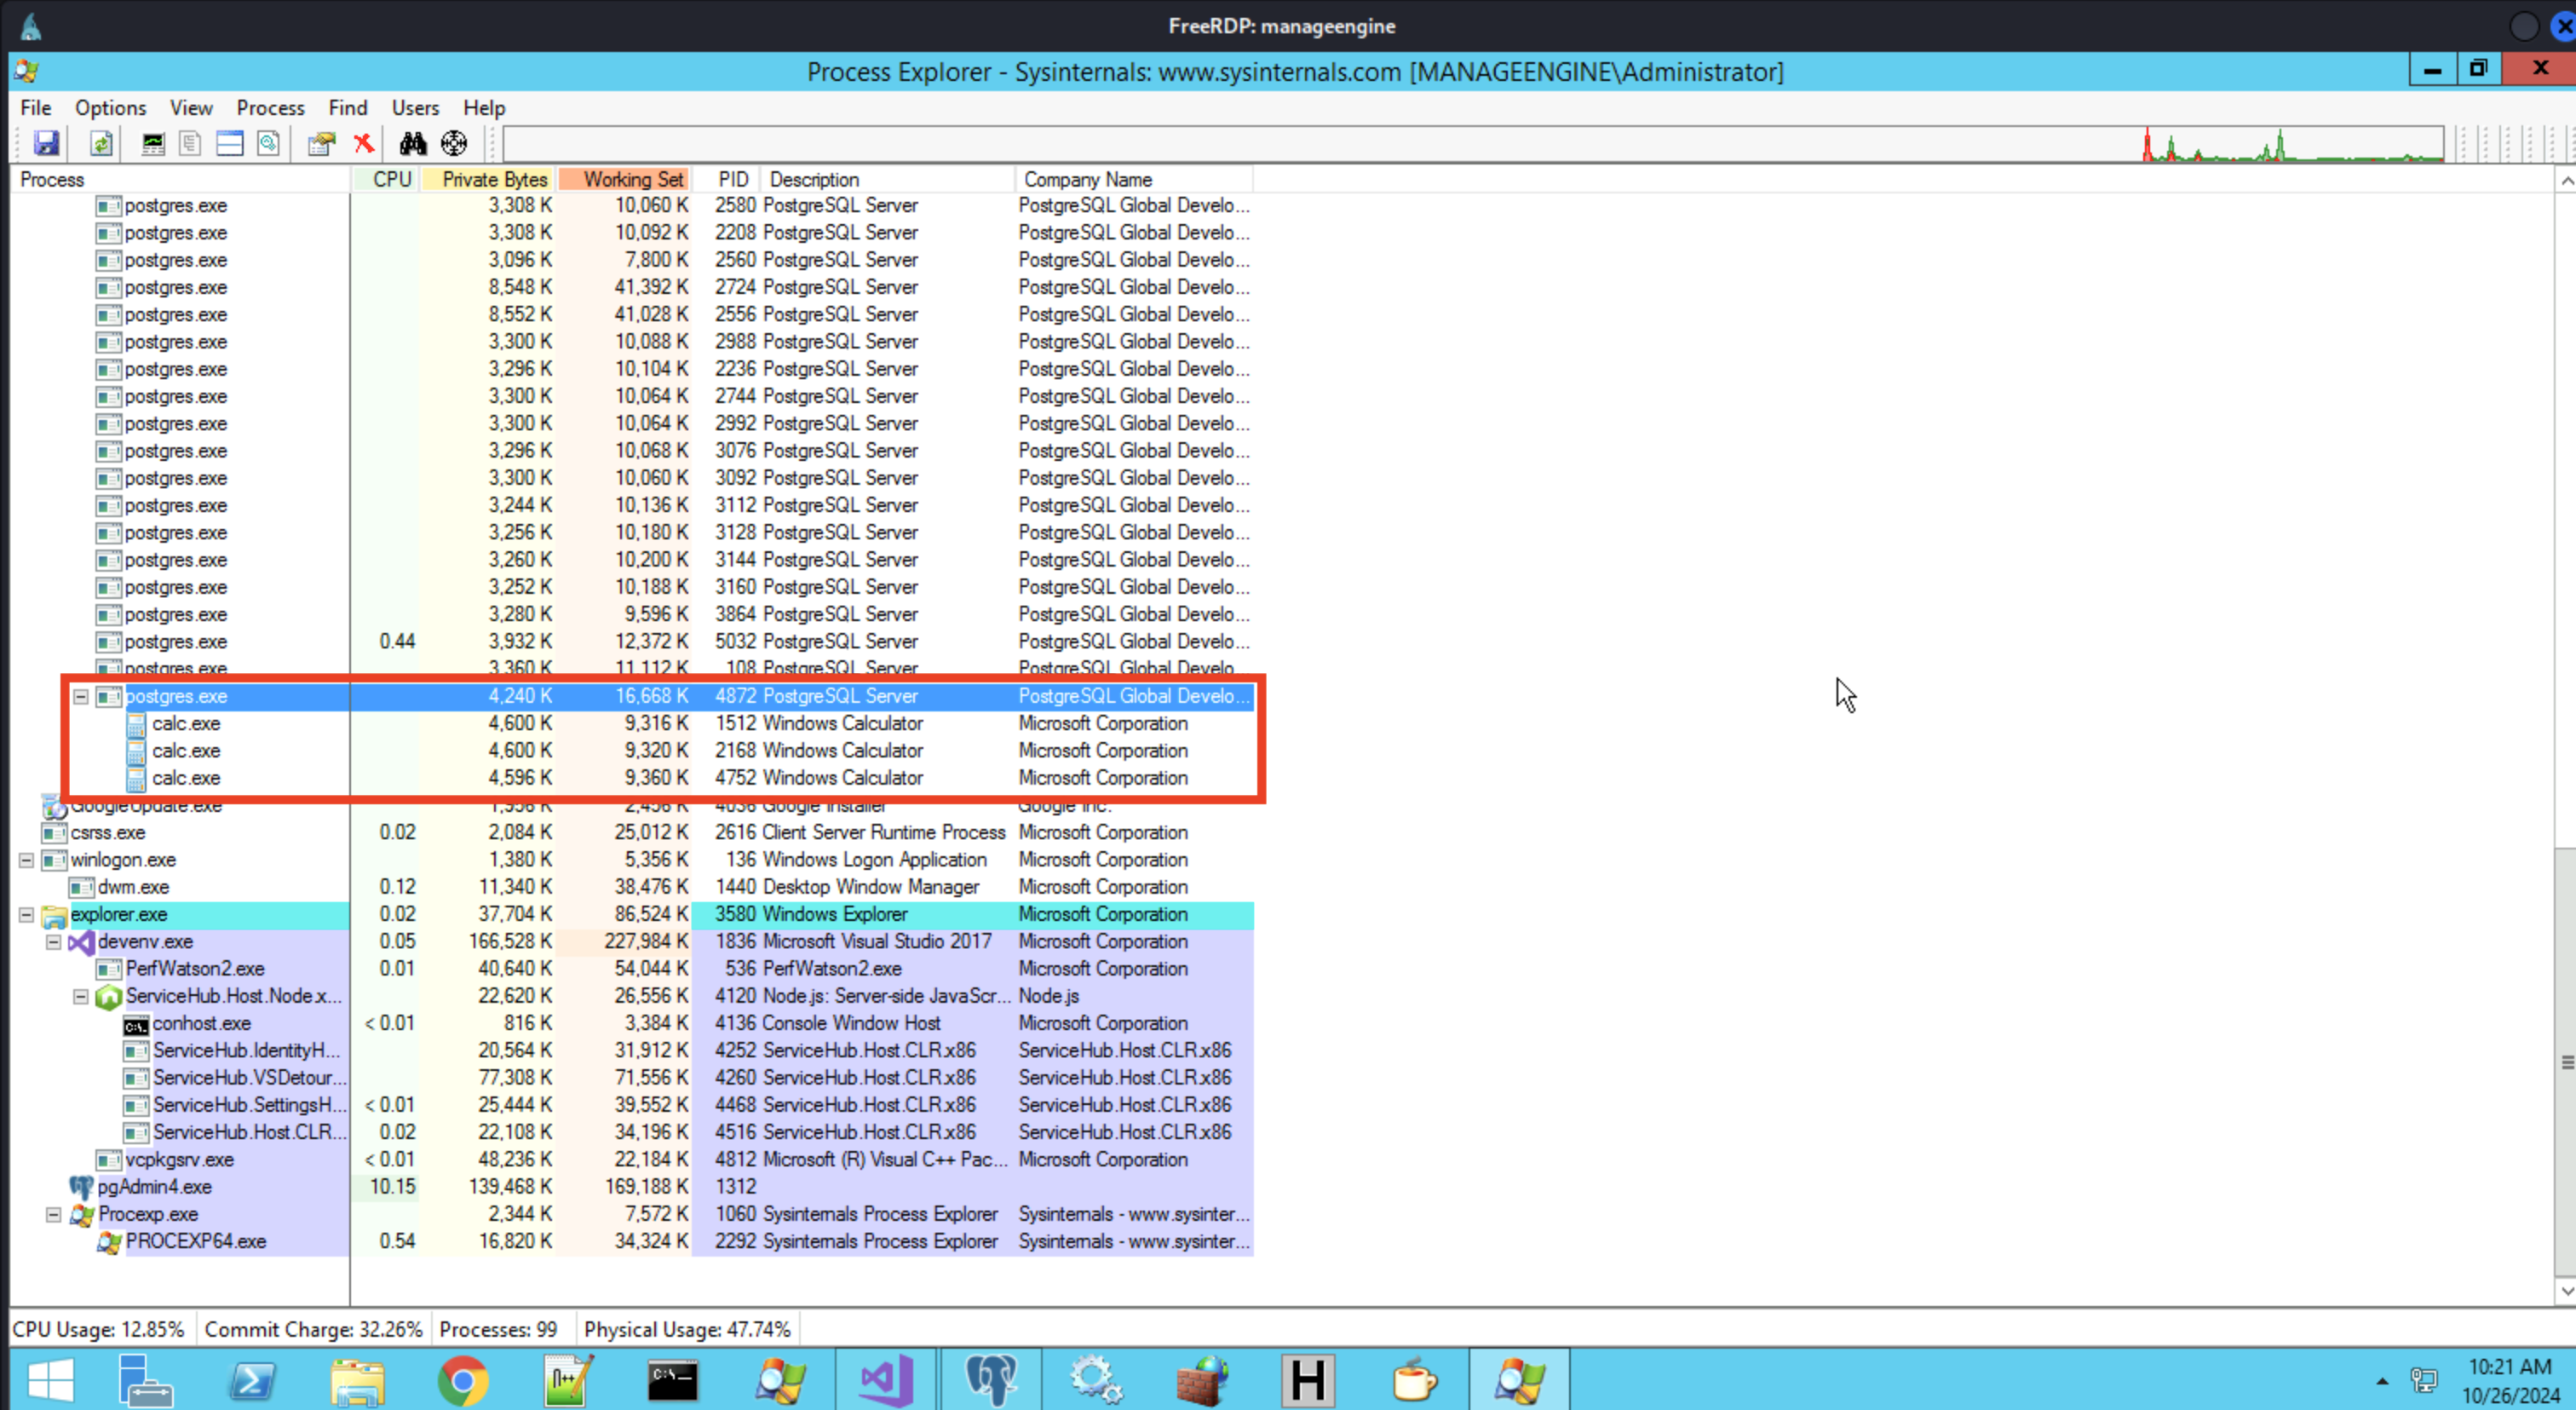 FreeRDP: manageengine
Process Explorer - Sysinternals: www.sysinternals.com [MANAGEENGINE\Administrator]
File Options View Process Find Users Help
Process CPU Private Bytes Working Set PID Description Company Name
postgres.exe 3,308 K 10,060 K 2580 PostgreSQL Server PostgreSQL Global Develo...
postgres.exe 3,308 K 10,092 K 2208 PostgreSQL Server PostgreSQL Global Develo...
postgres.exe 3,096 K 7,800 K 2560 PostgreSQL Server PostgreSQL Global Develo...
postgres.exe 8,548 K 41,392 K 2724 PostgreSQL Server PostgreSQL Global Develo...
postgres.exe 8,552 K 41,028 K 2556 PostgreSQL Server PostgreSQL Global Develo...
postgres.exe 3,300 K 10,088 K 2988 PostgreSQL Server PostgreSQL Global Develo...
postgres.exe 3,296 K 10,104 K 2236 PostgreSQL Server PostgreSQL Global Develo...
postgres.exe 3,300 K 10,064 K 2744 PostgreSQL Server PostgreSQL Global Develo...
postgres.exe 3,300 K 10,064 K 2992 PostgreSQL Server PostgreSQL Global Develo...
postgres.exe 3,296 K 10,068 K 3076 PostgreSQL Server PostgreSQL Global Develo...
postgres.exe 3,300 K 10,060 K 3092 PostgreSQL Server PostgreSQL Global Develo...
postgres.exe 3,244 K 10,136 K 3112 PostgreSQL Server PostgreSQL Global Develo...
postgres.exe 3,256 K 10,180 K 3128 PostgreSQL Server PostgreSQL Global Develo...
postgres.exe 3,260 K 10,200 K 3144 PostgreSQL Server PostgreSQL Global Develo...
postgres.exe 3,252 K 10,188 K 3160 PostgreSQL Server PostgreSQL Global Develo...
postgres.exe 3,280 K 9,596 K 3864 PostgreSQL Server PostgreSQL Global Develo...
postgres.exe 0.44 3,932 K 12,372 K 5032 PostgreSQL Server PostgreSQL Global Develo...
postgres.exe 3,360 K 11,112 K 108 PostgreSQL Server PostgreSQL Global Develo
postgres.exe 4,240 K 16,668 K 4872 PostgreSQL Server PostgreSQL Global Develo...
calc.exe 4,600 K 9,316 K 1512 Windows Calculator Microsoft Corporation
calc.exe 4,600 K 9,320 K 2168 Windows Calculator Microsoft Corporation
calc.exe 4,596 K 9,360 K 4752 Windows Calculator Microsoft Corporation
GoogleUpdate.exe 1,956 K 2,456 K 4036 Google Installer Google Inc.
csrss.exe 0.02 2,084 K 25,012 K 2616 Client Server Runtime Process Microsoft Corporation
winlogon.exe 1,380 K 5,356 K 136 Windows Logon Application Microsoft Corporation
dwm.exe 0.12 11,340 K 38,476 K 1440 Desktop Window Manager Microsoft Corporation
explorer.exe 0.02 37,704 K 86,524 K 3580 Windows Explorer Microsoft Corporation
devenv.exe 0.05 166,528 K 227,984 K 1836 Microsoft Visual Studio 2017 Microsoft Corporation
PerfWatson2.exe 0.01 40,640 K 54,044 K 536 PerfWatson2.exe Microsoft Corporation
ServiceHub.Host.Node.x... 22,620 K 26,556 K 4120 Node.js: Server-side JavaScr... Node.js
conhost.exe < 0.01 816 K 3,384 K 4136 Console Window Host Microsoft Corporation
ServiceHub.IdentityH... 20,564 K 31,912 K 4252 ServiceHub.Host.CLR.x86 ServiceHub.Host.CLR.x86
ServiceHub.VSDetour... 77,308 K 71,556 K 4260 ServiceHub.Host.CLR.x86 ServiceHub.Host.CLR.x86
ServiceHub.SettingsH... < 0.01 25,444 K 39,552 K 4468 ServiceHub.Host.CLR.x86 ServiceHub.Host.CLR.x86
ServiceHub.Host.CLR... 0.02 22,108 K 34,196 K 4516 ServiceHub.Host.CLR.x86 ServiceHub.Host.CLR.x86
vcpkgsrv.exe < 0.01 48,236 K 22,184 K 4812 Microsoft (R) Visual C++ Pac... Microsoft Corporation
pgAdmin4.exe 10.15 139,468 K 169,188 K 1312
Procexp.exe 2,344 K 7,572 K 1060 Sysinternals Process Explorer Sysinternals - www.sysinter...
PROCEXP64.exe 0.54 16,820 K 34,324 K 2292 Sysinternals Process Explorer Sysinternals - www.sysinter...
CPU Usage: 12.85% Commit Charge: 32.26% Processes: 99 Physical Usage: 47.74%
10:21 AM
10/26/2024